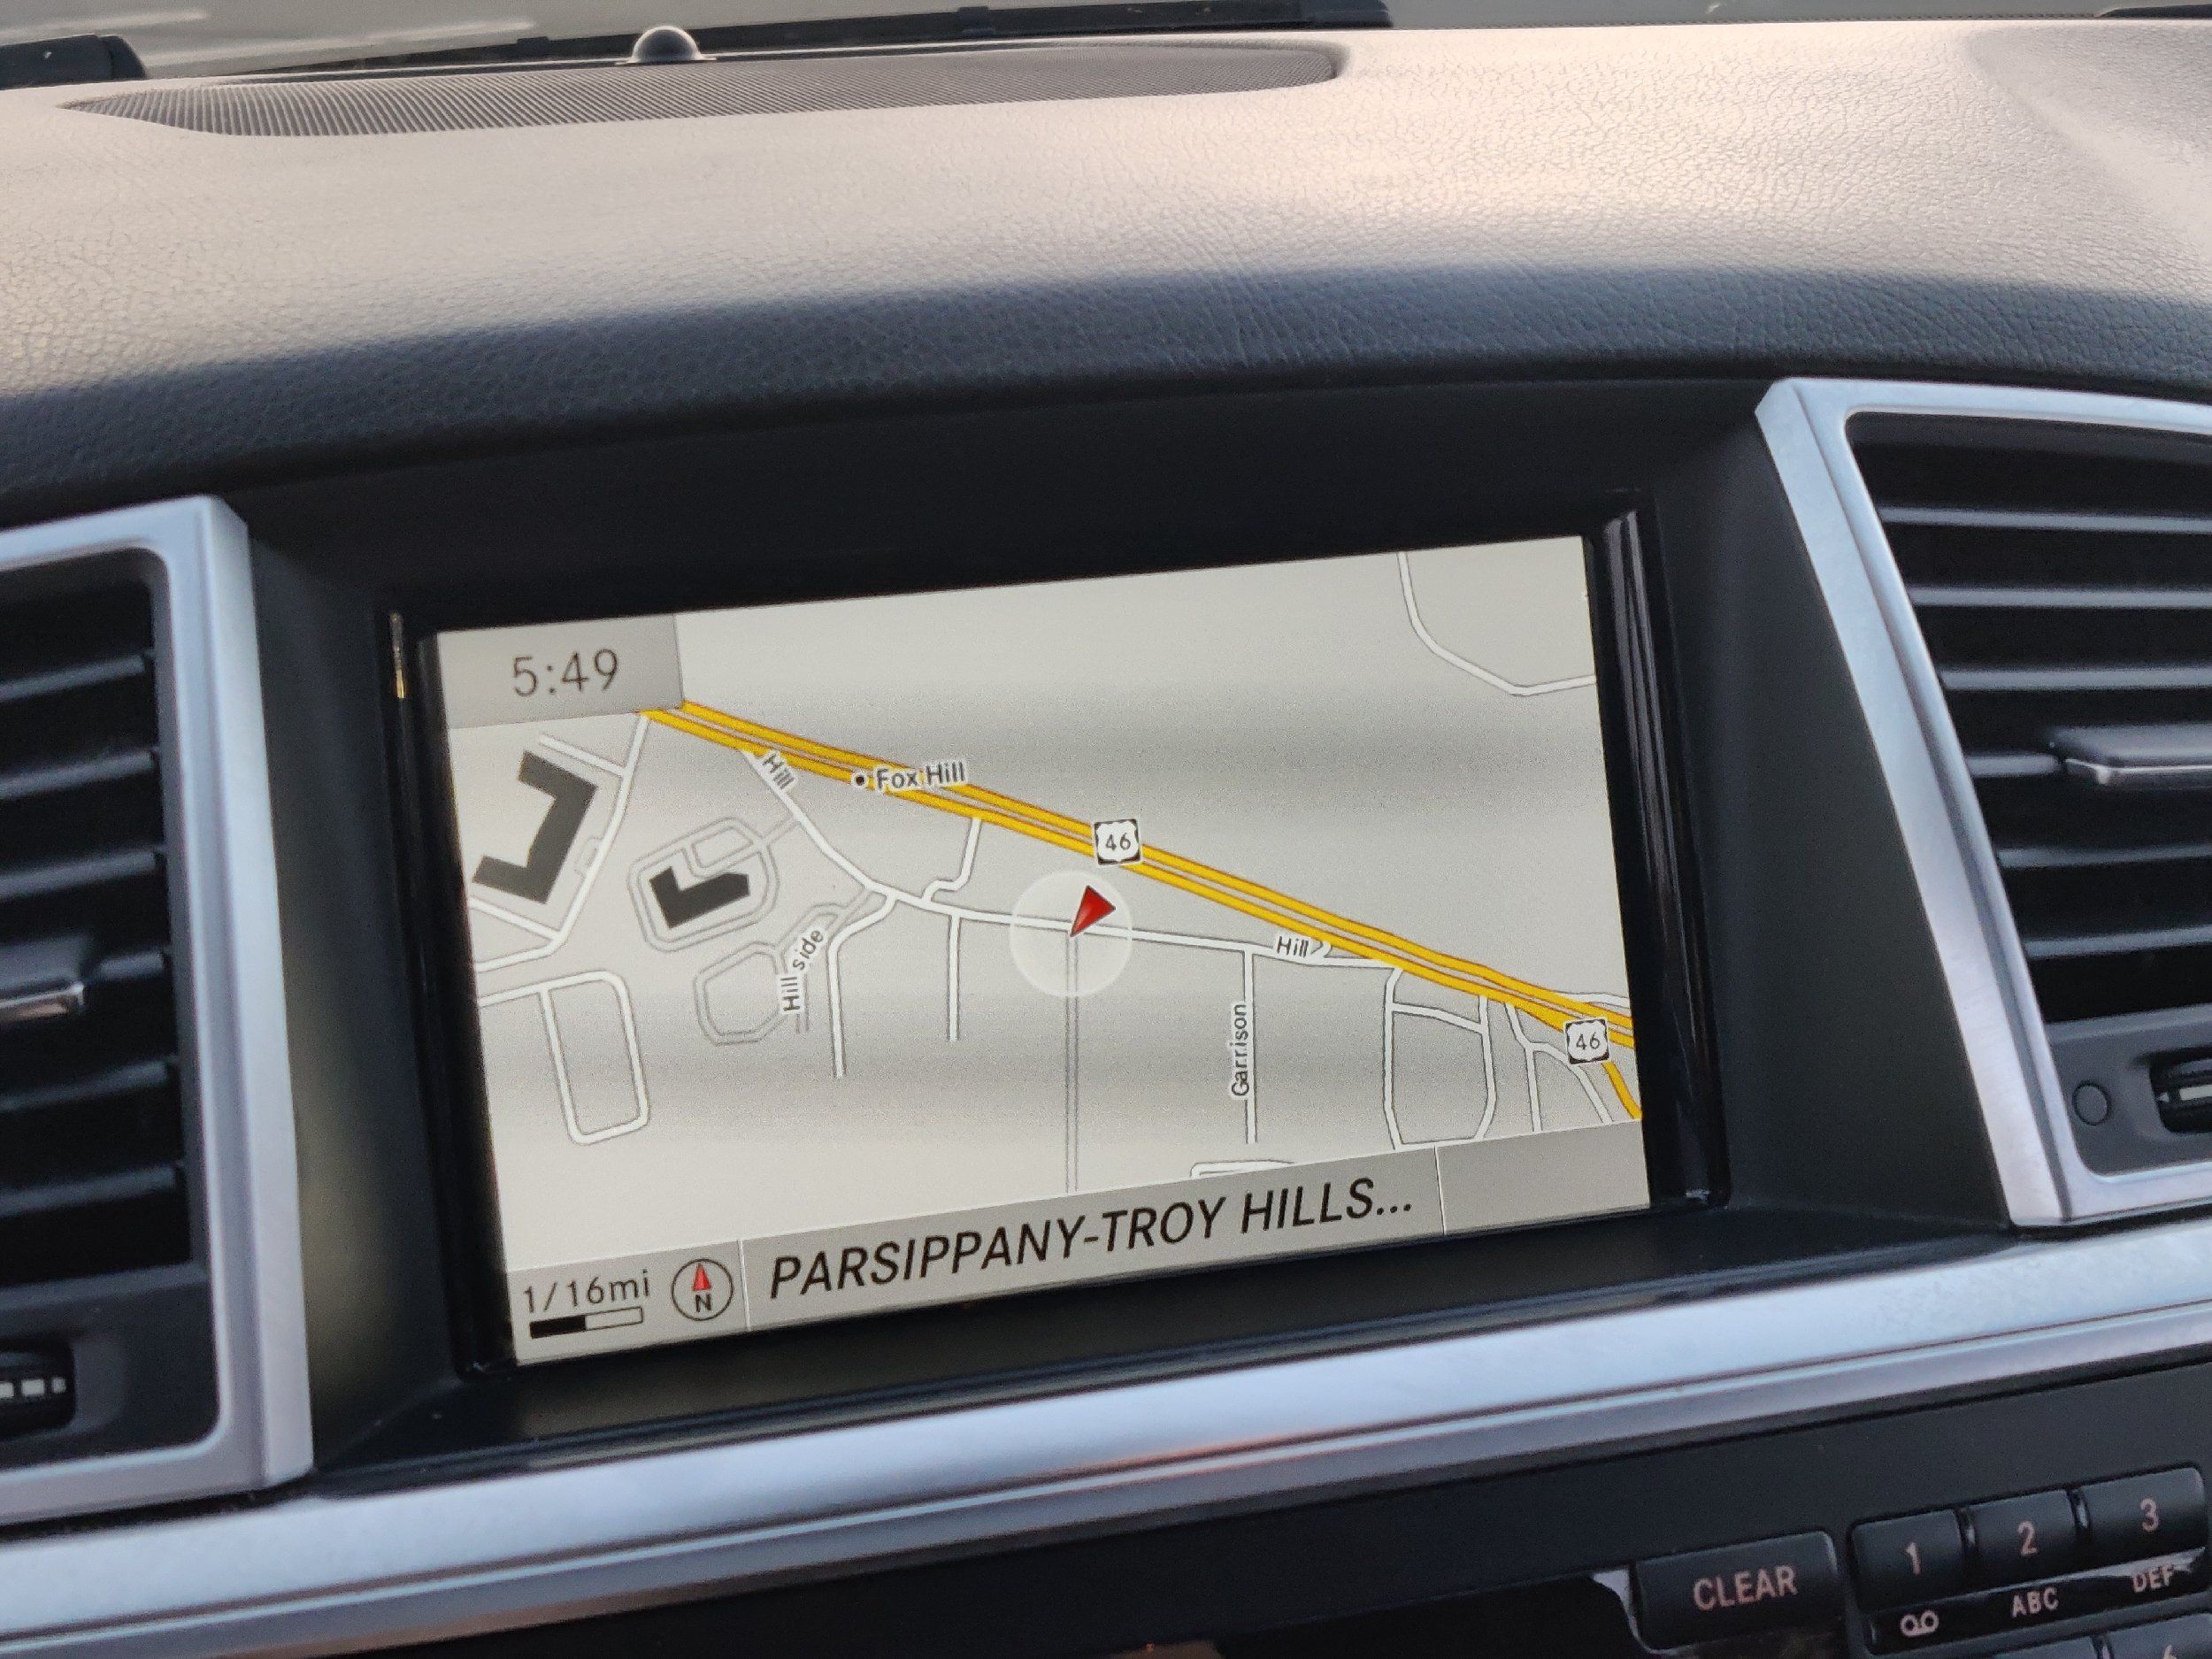 5:49
Hill
Fox Hill
46
Hill side
Hill
46
Garrison
1/16mi
N
PARSIPPANY-TROY HILLS...
CLEAR
1
2
3
ABC
DEF